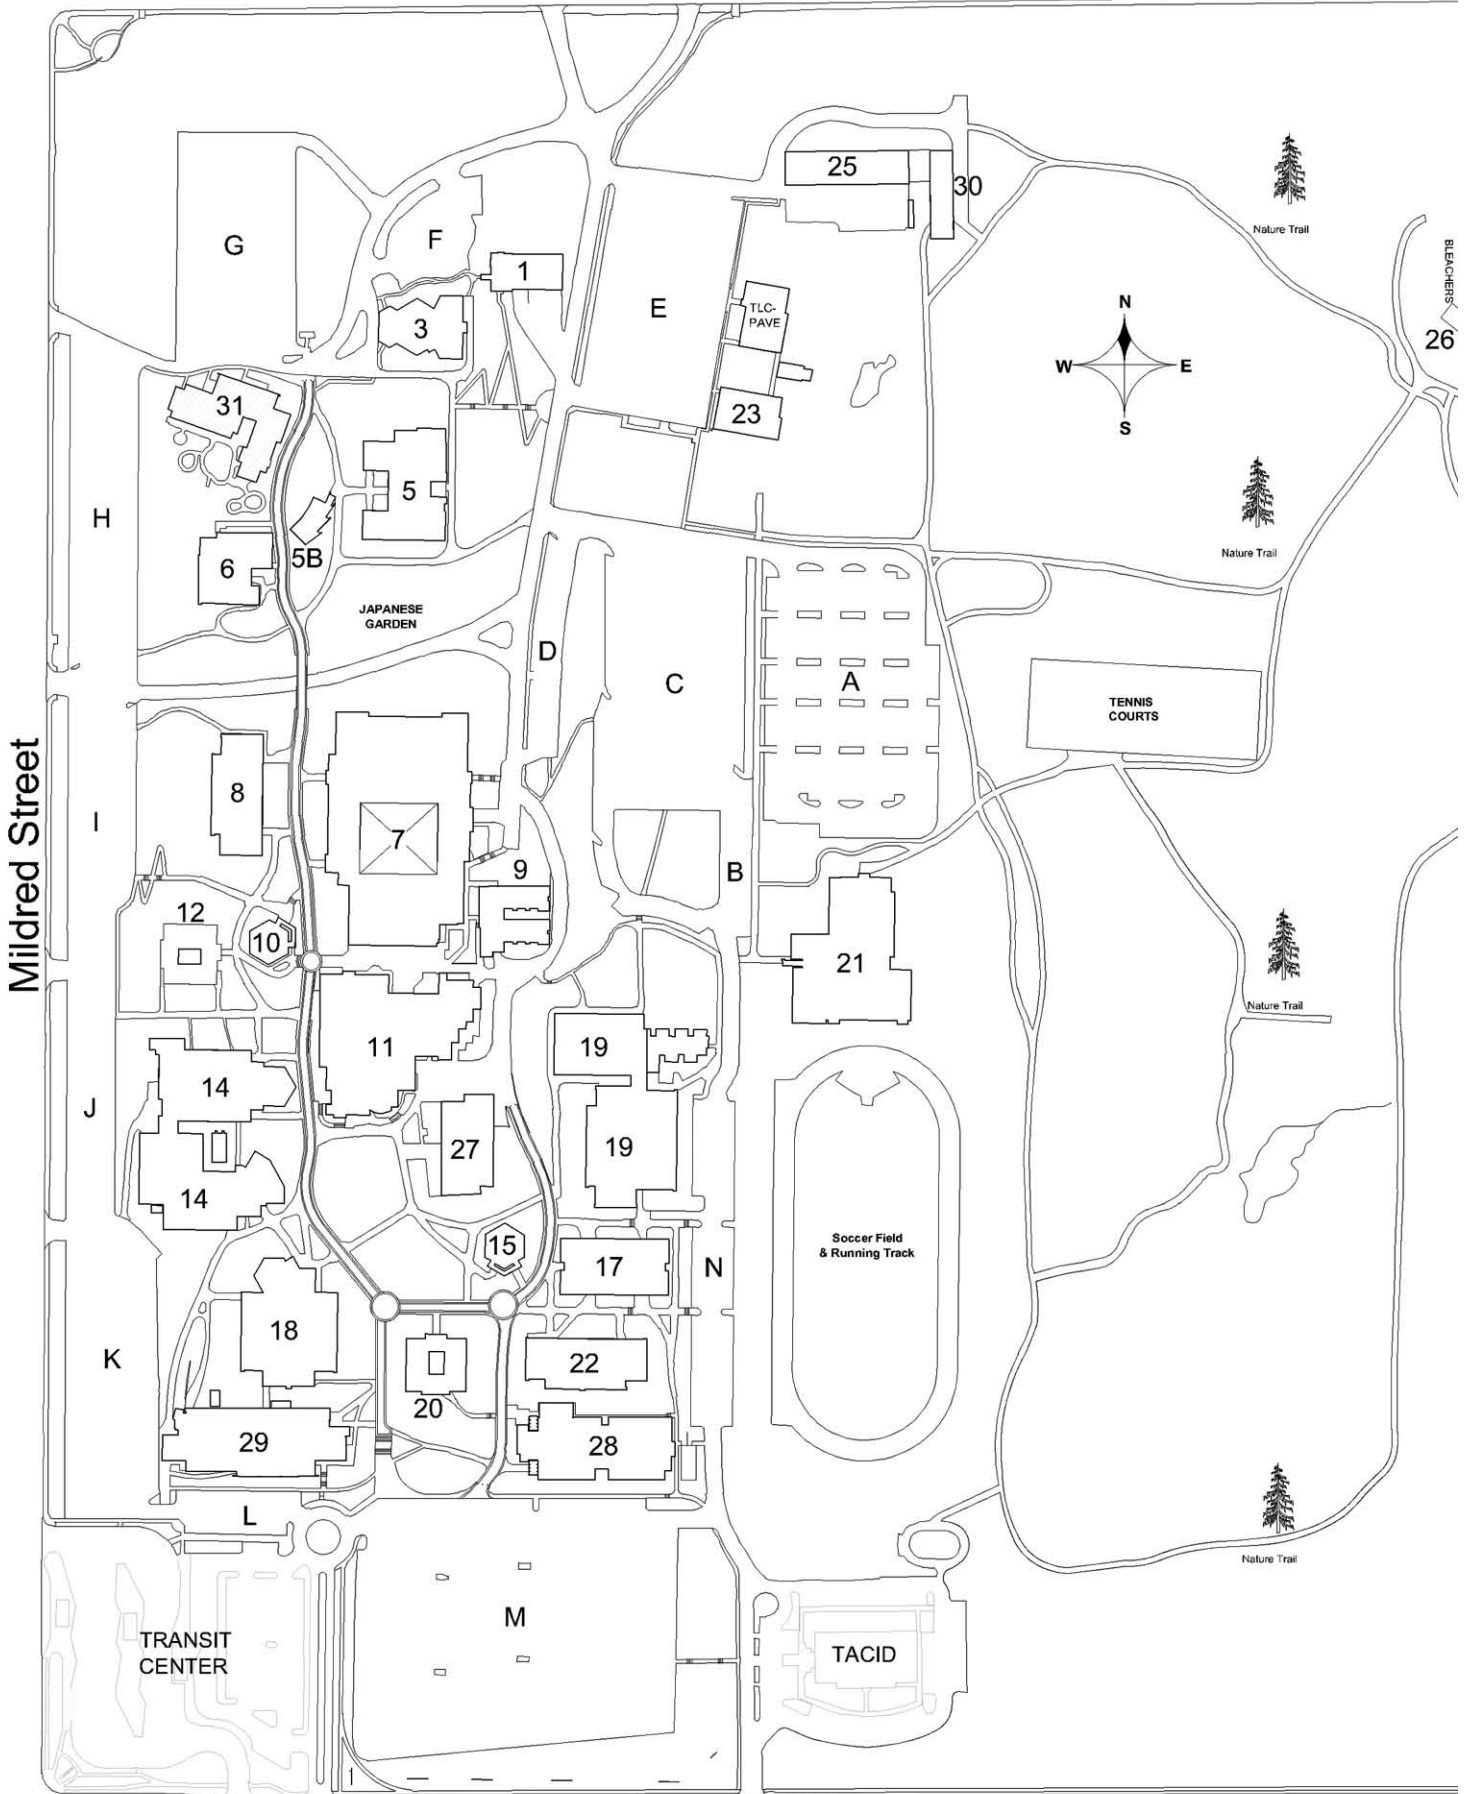 25
30
Nature Trail
G
F
1
BLEACHERS
E
TLC-
PAVE
3
N
W
E
S
26
31
23
5
H
5B
6
Nature Trail
JAPANESE
GARDEN
D
C
A
TENNIS
COURTS
Mildred Street
8
I
7
9
B
12
10
21
Nature Trail
11
19
14
J
27
19
14
15
17
N
Soccer Field
& Running Track
18
K
22
20
29
28
L
Nature Trail
M
TRANSIT
CENTER
TACID